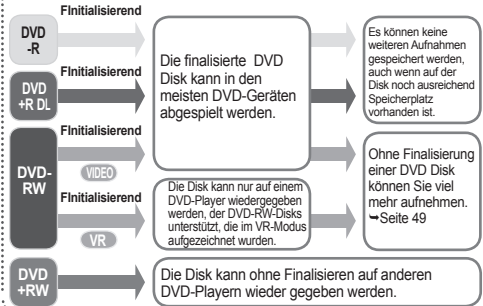 FInitialisierend
DVD
-R
Die finalisierte DVD
Disk kann in den
meisten DVD-Geräten
abgespielt werden.
Es können keine
weiteren Aufnahmen
gespeichert werden,
auch wenn auf der
Disk noch ausreichend
Speicherplatz
vorhanden ist.
FInitialisierend
DVD
+R DL
FInitialisierend
VIDEO
DVD-
RW
Ohne Finalisierung
einer DVD Disk
können Sie viel
mehr aufnehmen.
➥Seite 49
FInitialisierend
VR
Die Disk kann nur auf einem
DVD-Player wiedergegeben
werden, der DVD-RW-Disks
unterstützt, die im VR-Modus
aufgezeichnet wurden.
DVD
+RW
Die Disk kann ohne Finalisieren auf anderen
DVD-Playern wieder gegeben werden.